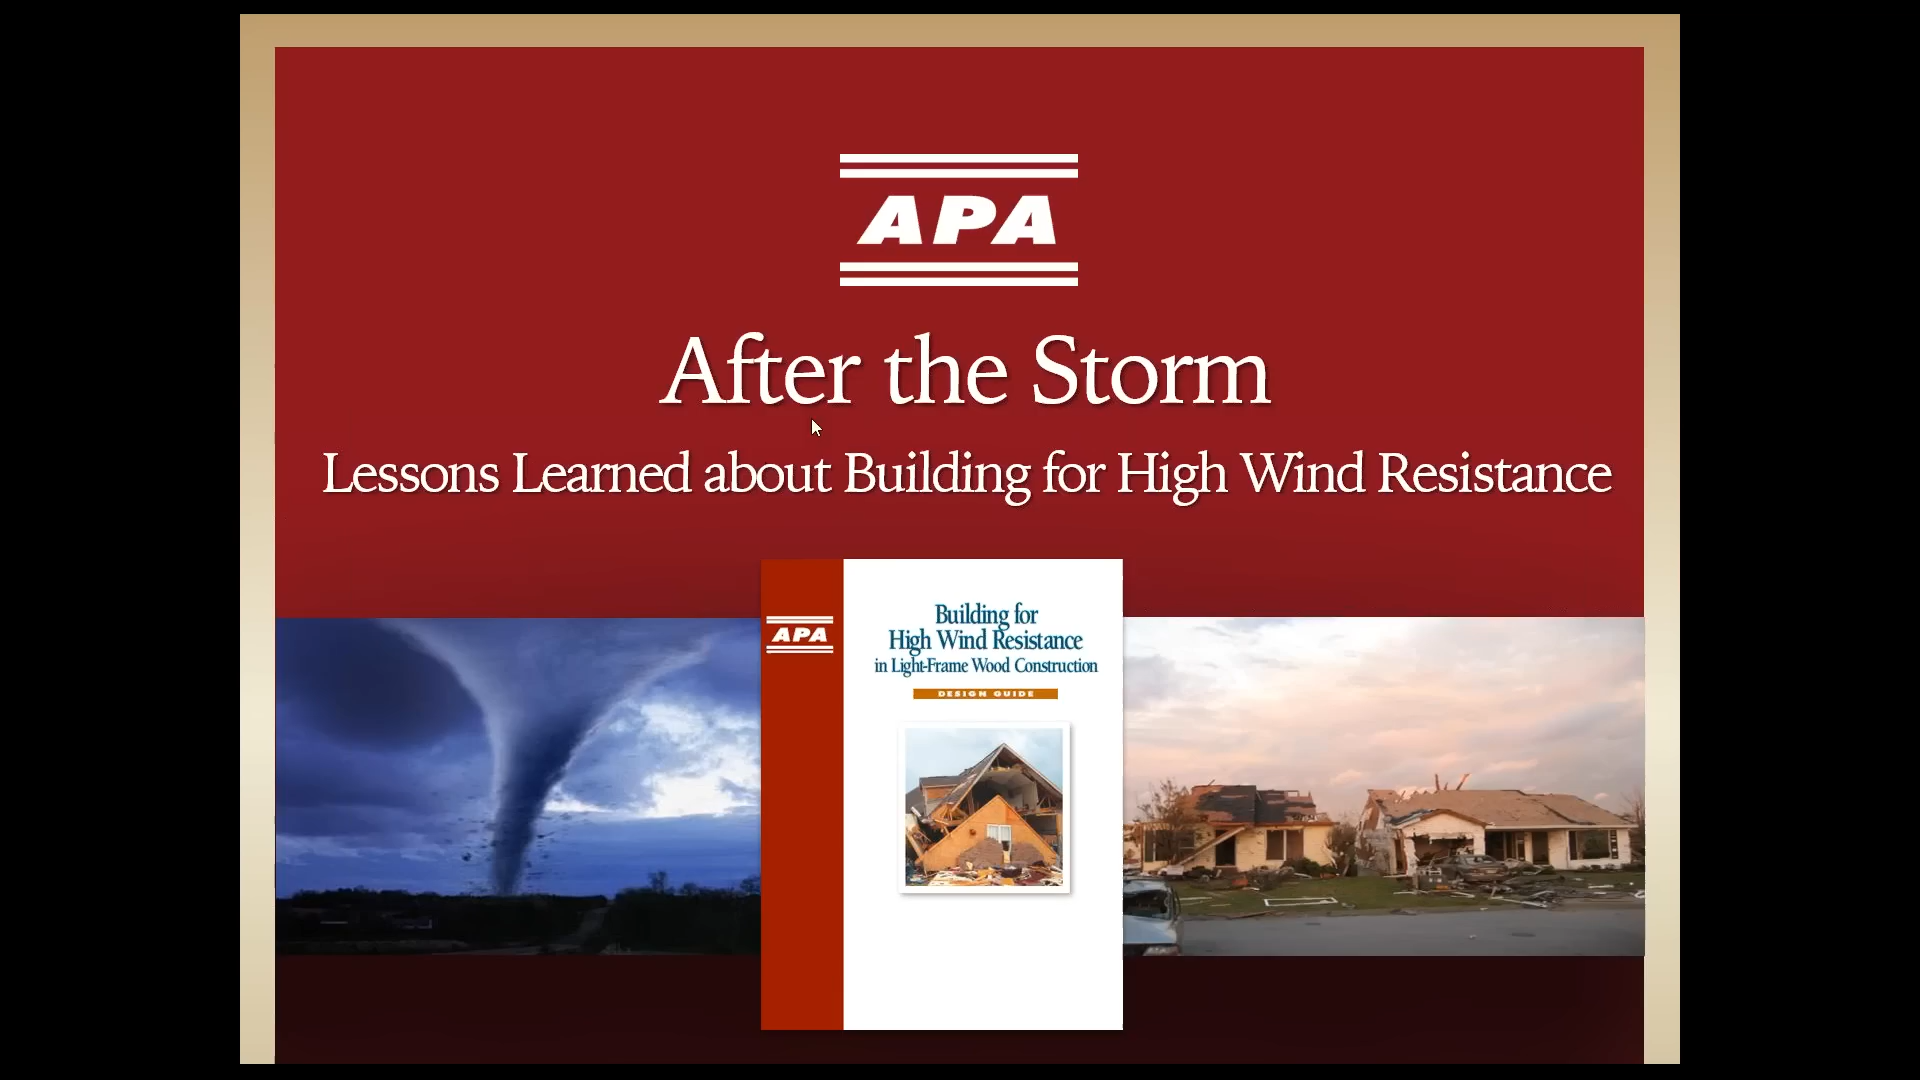 APA
After the Storm
Lessons Learned about Building for High Wind Resistance
APA
Building for
High Wind Resistance
in Light-Frame Wood Construction
DESIGN GUIDE